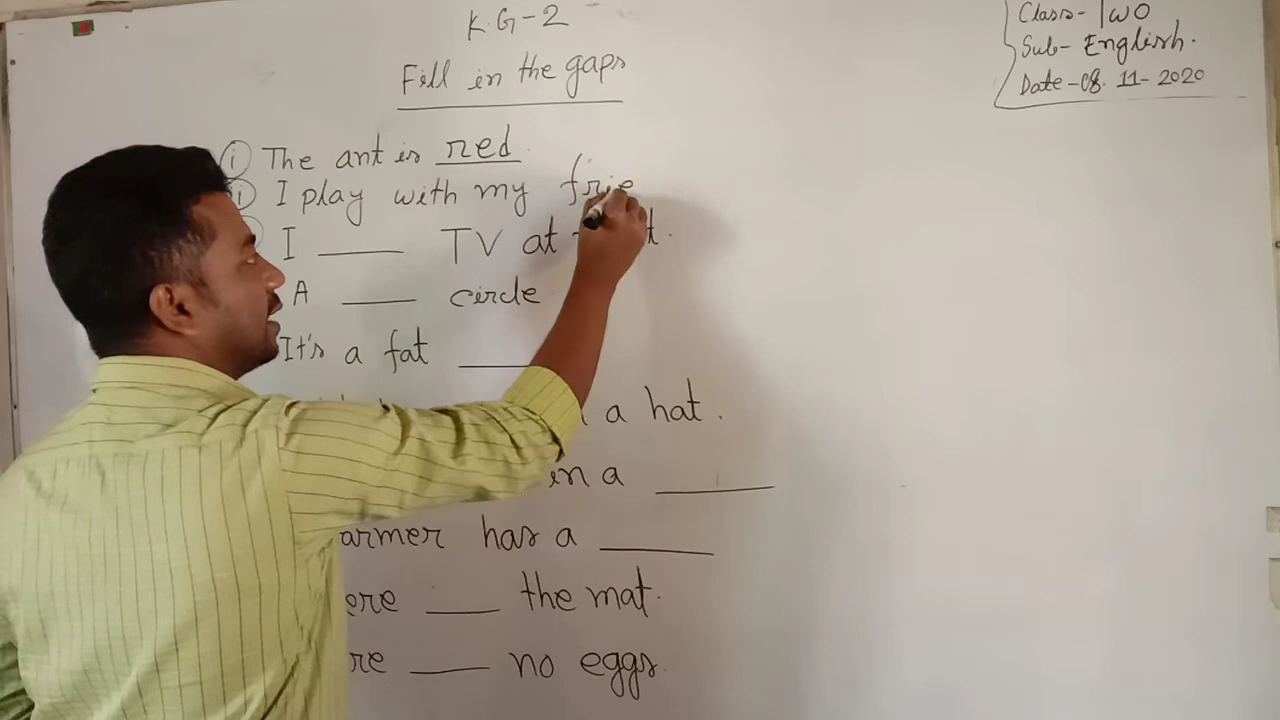 K.G-2
Fill in the gaps
Class- Two
Sub- English.
Date -08. 11- 2020
i) The ant is red.
I play with my frie
I ____ TV at
A ____ circle
It's a fat ____
a hat.
in a ____
armer has a ____
ere ____ the mat.
re ____ no eggs.